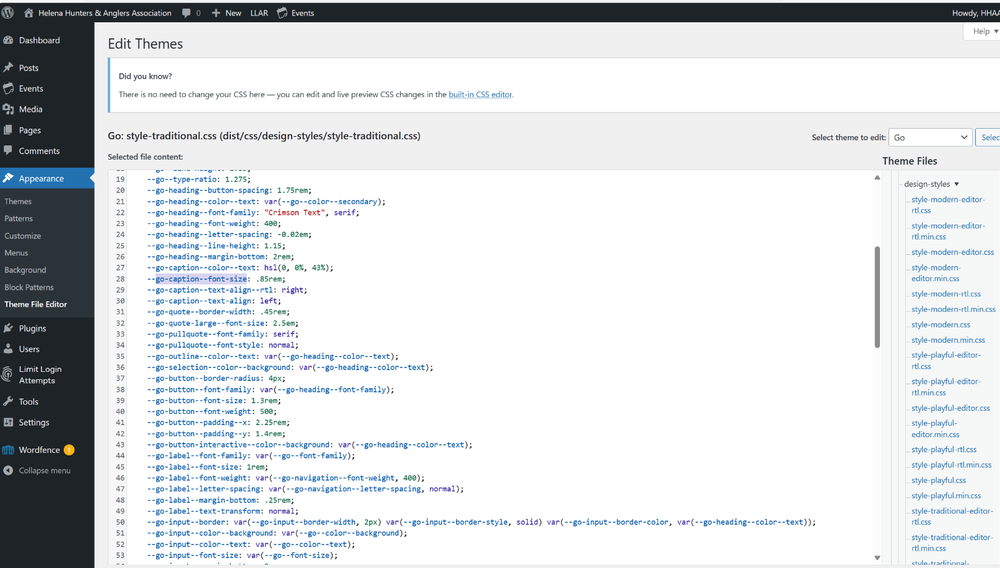 Helena Hunters & Anglers Association 0 New LLAR Events Howdy, HHAA
Help
Dashboard
Posts
Events
Media
Pages
Comments
Appearance
Themes
Patterns
Customize
Menus
Background
Block Patterns
Theme File Editor
Plugins
Users
Limit Login
Attempts
Tools
Settings
Wordfence 1
Collapse menu
Edit Themes
Did you know?
There is no need to change your CSS here — you can edit and live preview CSS changes in the built-in CSS editor.
Go: style-traditional.css (dist/css/design-styles/style-traditional.css)
Select theme to edit: Go Selec
Selected file content:
19 --go--type-ratio: 1.275;
20 --go-heading--button-spacing: 1.75rem;
21 --go-heading--color--text: var(--go--color--secondary);
22 --go-heading--font-family: "Crimson Text", serif;
23 --go-heading--font-weight: 400;
24 --go-heading--letter-spacing: -0.02em;
25 --go-heading--line-height: 1.15;
26 --go-heading--margin-bottom: 2rem;
27 --go-caption--color--text: hsl(0, 0%, 43%);
28 --go-caption--font-size: .85rem;
29 --go-caption--text-align--rtl: right;
30 --go-caption--text-align: left;
31 --go-quote--border-width: .45rem;
32 --go-quote-large--font-size: 2.5em;
33 --go-pullquote--font-family: serif;
34 --go-pullquote--font-style: normal;
35 --go-outline--color--text: var(--go-heading--color--text);
36 --go-selection--color--background: var(--go-heading--color--text);
37 --go-button--border-radius: 4px;
38 --go-button--font-family: var(--go-heading--font-family);
39 --go-button--font-size: 1.3rem;
40 --go-button--font-weight: 500;
41 --go-button--padding--x: 2.25rem;
42 --go-button--padding--y: 1.4rem;
43 --go-button-interactive--color--background: var(--go-heading--color--text);
44 --go-label--font-family: var(--go--font-family);
45 --go-label--font-size: 1rem;
46 --go-label--font-weight: var(--go-navigation--font-weight, 400);
47 --go-label--letter-spacing: var(--go-navigation--letter-spacing, normal);
48 --go-label--margin-bottom: .25rem;
49 --go-label--text-transform: normal;
50 --go-input--border: var(--go-input--border-width, 2px) var(--go-input--border-style, solid) var(--go-input--border-color, var(--go-heading--color--text));
51 --go-input--color--background: var(--go--color--background);
52 --go-input--color--text: var(--go--color--text);
53 --go-input--font-size: var(--go--font-size);
Theme Files
design-styles
style-modern-editor-
rtl.css
style-modern-editor-
rtl.min.css
style-modern-editor.css
style-modern-
editor.min.css
style-modern-rtl.css
style-modern-rtl.min.css
style-modern.css
style-modern.min.css
style-playful-editor-
rtl.css
style-playful-editor-
rtl.min.css
style-playful-editor.css
style-playful-
editor.min.css
style-playful-rtl.css
style-playful-rtl.min.css
style-playful.css
style-playful.min.css
style-traditional-editor-
rtl.css
style-traditional-editor-
rtl.min.css
style-traditional-